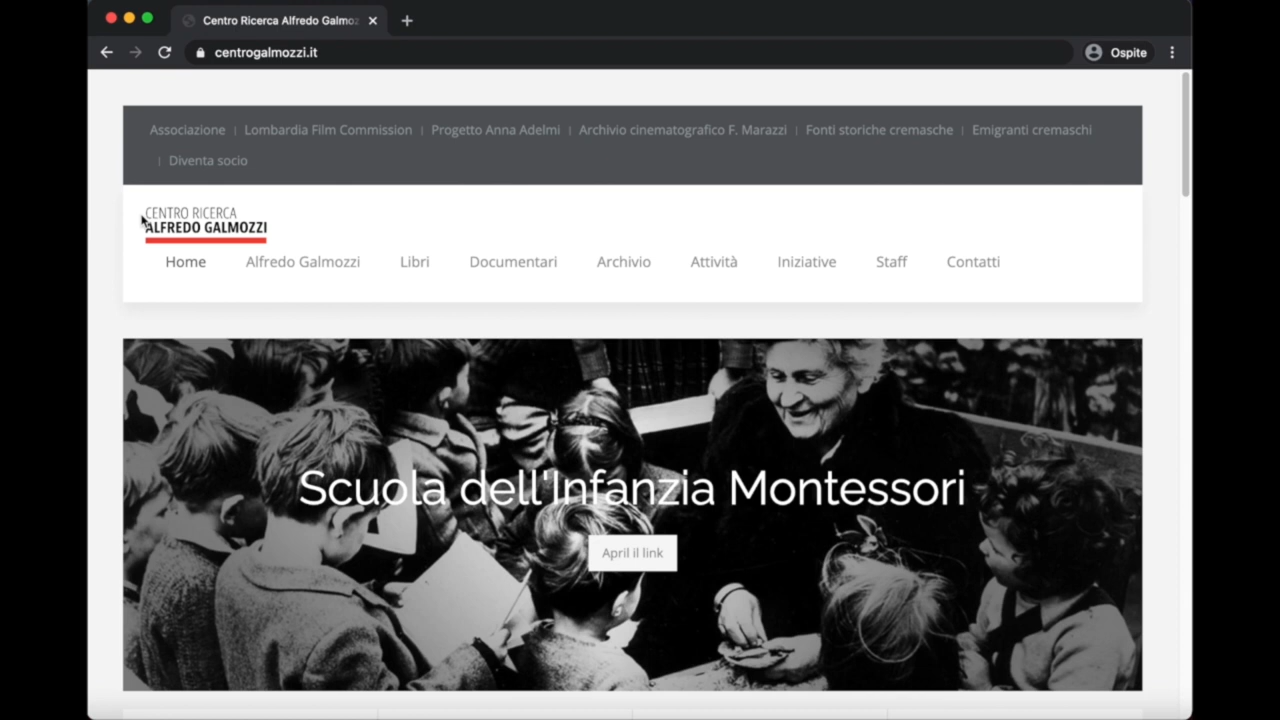 Centro Ricerca Alfredo Galmoz
centrogalmozzi.it
Ospite
Associazione | Lombardia Film Commission | Progetto Anna Adelmi | Archivio cinematografico F. Marazzi | Fonti storiche cremasche | Emigranti cremaschi
| Diventa socio
CENTRO RICERCA
ALFREDO GALMOZZI
Home Alfredo Galmozzi Libri Documentari Archivio Attività Iniziative Staff Contatti
Scuola dell'Infanzia Montessori
April il link